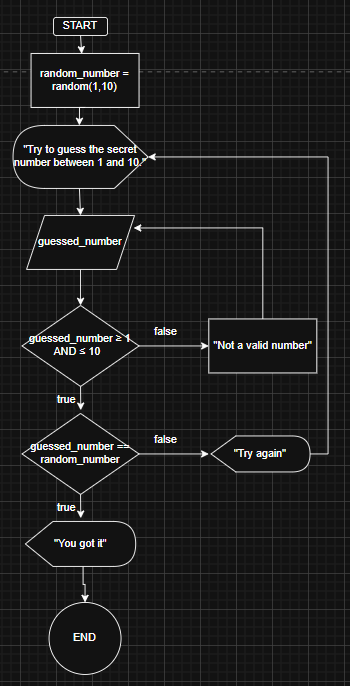 START
random_number =
random(1,10)
"Try to guess the secret
number between 1 and 10."
guessed_number
guessed_number ≥ 1
AND ≤ 10
false
"Not a valid number"
true
guessed_number ==
random_number
false
"Try again"
true
"You got it"
END